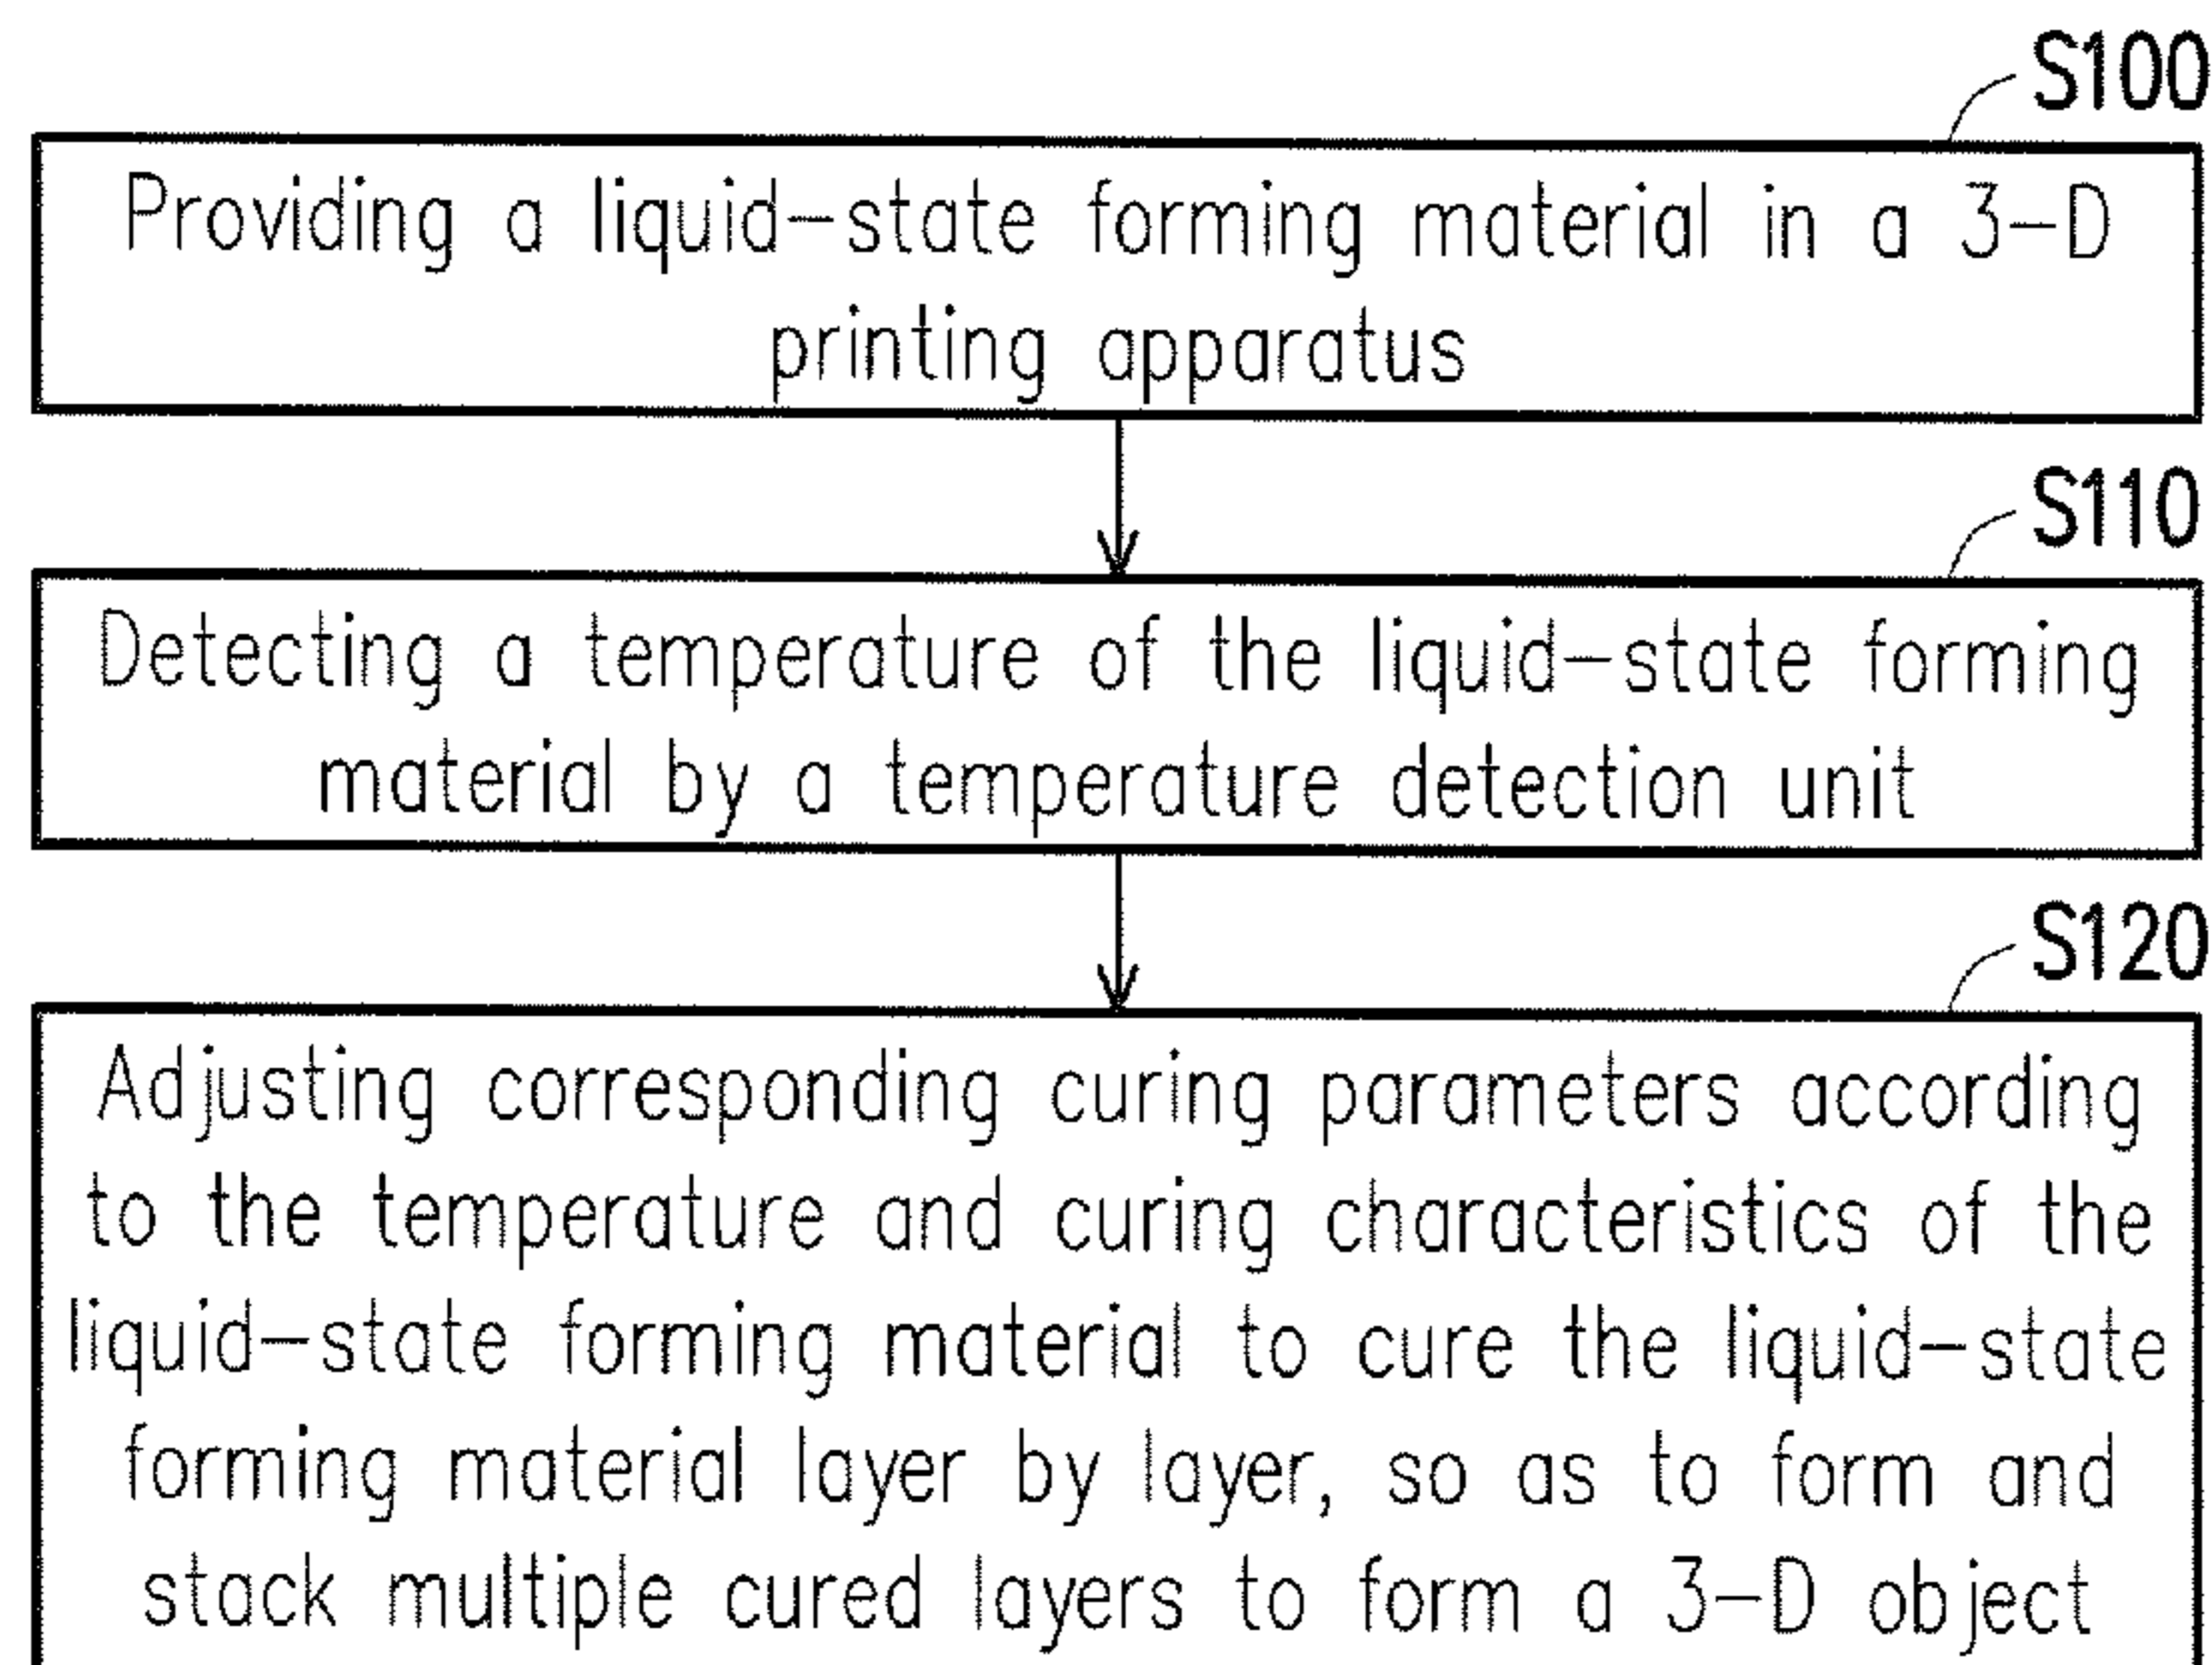 S100
Providing a liquid-state forming material in a 3-D
printing apparatus
S110
Detecting a temperature of the liquid-state forming
material by a temperature detection unit
S120
Adjusting corresponding curing parameters according
to the temperature and curing characteristics of the
liquid-state forming material to cure the liquid-state
forming material layer by layer, so as to form and
stack multiple cured layers to form a 3-D object